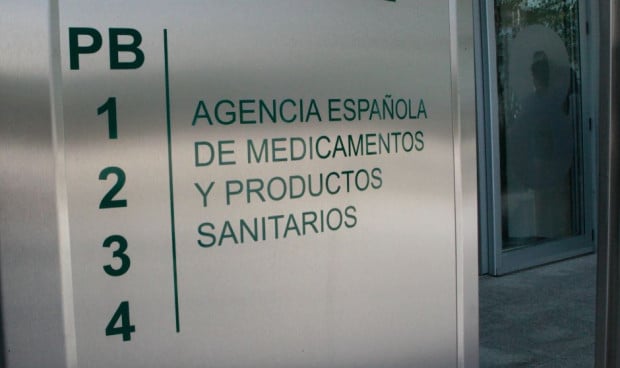 PB
1
2
3
4
AGENCIA ESPAÑOLA
DE MEDICAMENTOS
Y PRODUCTOS
SANITARIOS